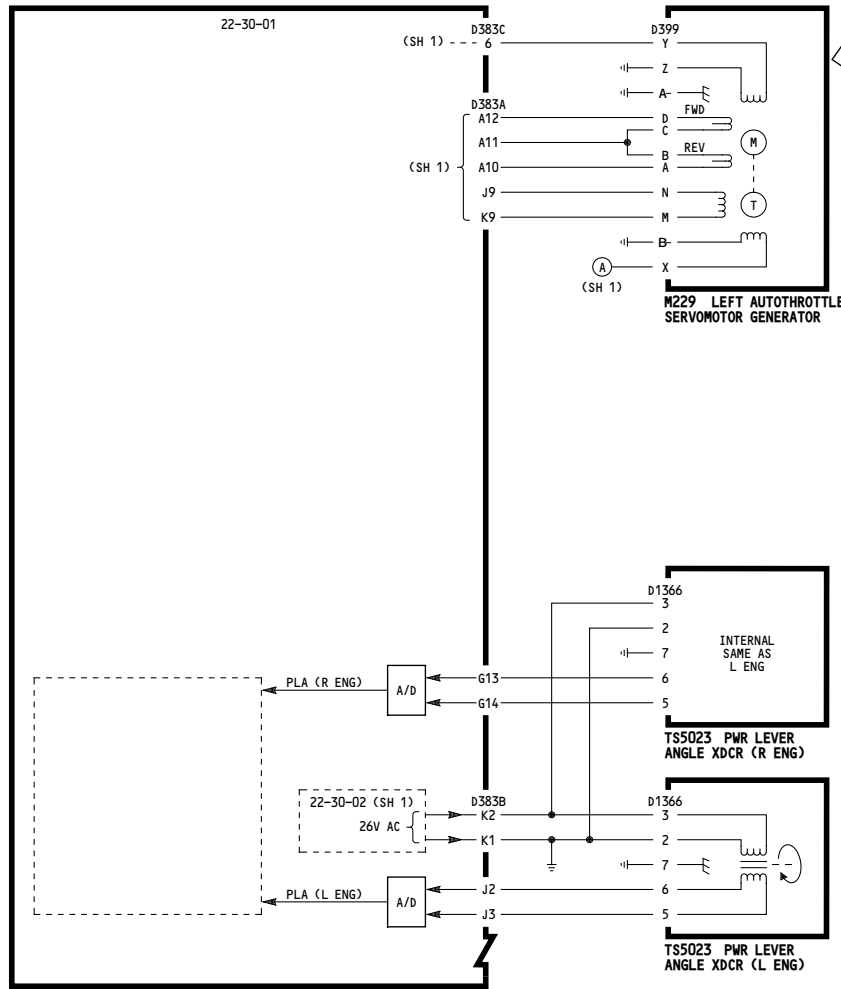 22-30-01
D383C
D399
(SH 1)
6
Y
Z
A
D383A
A12
D
FWD
C
A11
B
REV
A10
A
(SH 1)
J9
N
K9
M
M
T
B
A
X
(SH 1)
M229 LEFT AUTOTHROTTLE
SERVOMOTOR GENERATOR
D1366
3
2
7
INTERNAL
SAME AS
L ENG
PLA (R ENG)
A/D
G13
6
G14
5
TS5023 PWR LEVER
ANGLE XDCR (R ENG)
22-30-02 (SH 1)
26V AC
D383B
D1366
K2
3
K1
2
7
PLA (L ENG)
A/D
J2
6
J3
5
TS5023 PWR LEVER
ANGLE XDCR (L ENG)